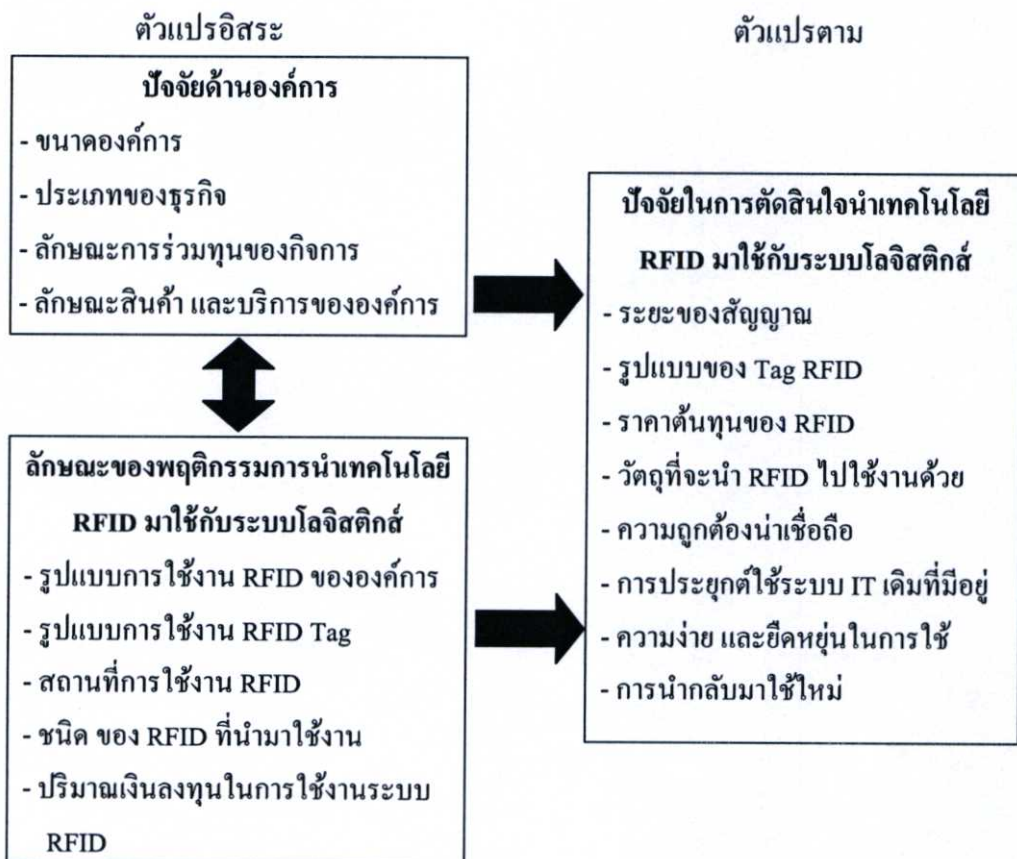 ตัวแปรอิสระ
ตัวแปรตาม
ปัจจัยด้านองค์การ
- ขนาดองค์การ
- ประเภทของธุรกิจ
- ลักษณะการร่วมทุนของกิจการ
- ลักษณะสินค้า และบริการขององค์การ
ลักษณะของพฤติกรรมการนำเทคโนโลยี
RFID มาใช้กับระบบโลจิสติกส์
- รูปแบบการใช้งาน RFID ขององค์การ
- รูปแบบการใช้งาน RFID Tag
- สถานที่การใช้งาน RFID
- ชนิด ของ RFID ที่นำมาใช้งาน
- ปริมาณเงินลงทุนในการใช้งานระบบ
RFID
ปัจจัยในการตัดสินใจนำเทคโนโลยี
RFID มาใช้กับระบบโลจิสติกส์
- ระยะของสัญญาณ
- รูปแบบของ Tag RFID
- ราคาต้นทุนของ RFID
- วัตถุที่จะนำ RFID ไปใช้งานด้วย
- ความถูกต้องน่าเชื่อถือ
- การประยุกต์ใช้ระบบ IT เดิมที่มีอยู่
- ความง่าย และยืดหยุ่นในการใช้
- การนำกลับมาใช้ใหม่